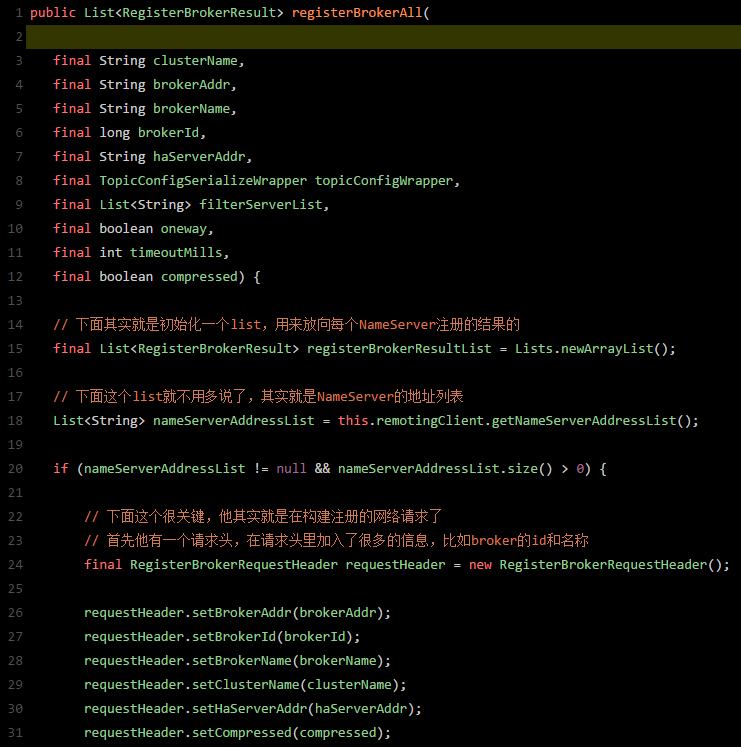 1 public List<RegisterBrokerResult> registerBrokerAll(
2
3 final String clusterName,
4 final String brokerAddr,
5 final String brokerName,
6 final long brokerId,
7 final String haServerAddr,
8 final TopicConfigSerializeWrapper topicConfigWrapper,
9 final List<String> filterServerList,
10 final boolean oneway,
11 final int timeoutMills,
12 final boolean compressed) {
13
14 // 下面其实就是初始化一个list，用来放向每个NameServer注册的结果的
15 final List<RegisterBrokerResult> registerBrokerResultList = Lists.newArrayList();
16
17 // 下面这个list就不用多说了，其实就是NameServer的地址列表
18 List<String> nameServerAddressList = this.remotingClient.getNameServerAddressList();
19
20 if (nameServerAddressList != null && nameServerAddressList.size() > 0) {
21
22 // 下面这个很关键，他其实就是在构建注册的网络请求了
23 // 首先他有一个请求头，在请求头里加入了很多的信息，比如broker的id和名称
24 final RegisterBrokerRequestHeader requestHeader = new RegisterBrokerRequestHeader();
25
26 requestHeader.setBrokerAddr(brokerAddr);
27 requestHeader.setBrokerId(brokerId);
28 requestHeader.setBrokerName(brokerName);
29 requestHeader.setClusterName(clusterName);
30 requestHeader.setHaServerAddr(haServerAddr);
31 requestHeader.setCompressed(compressed);